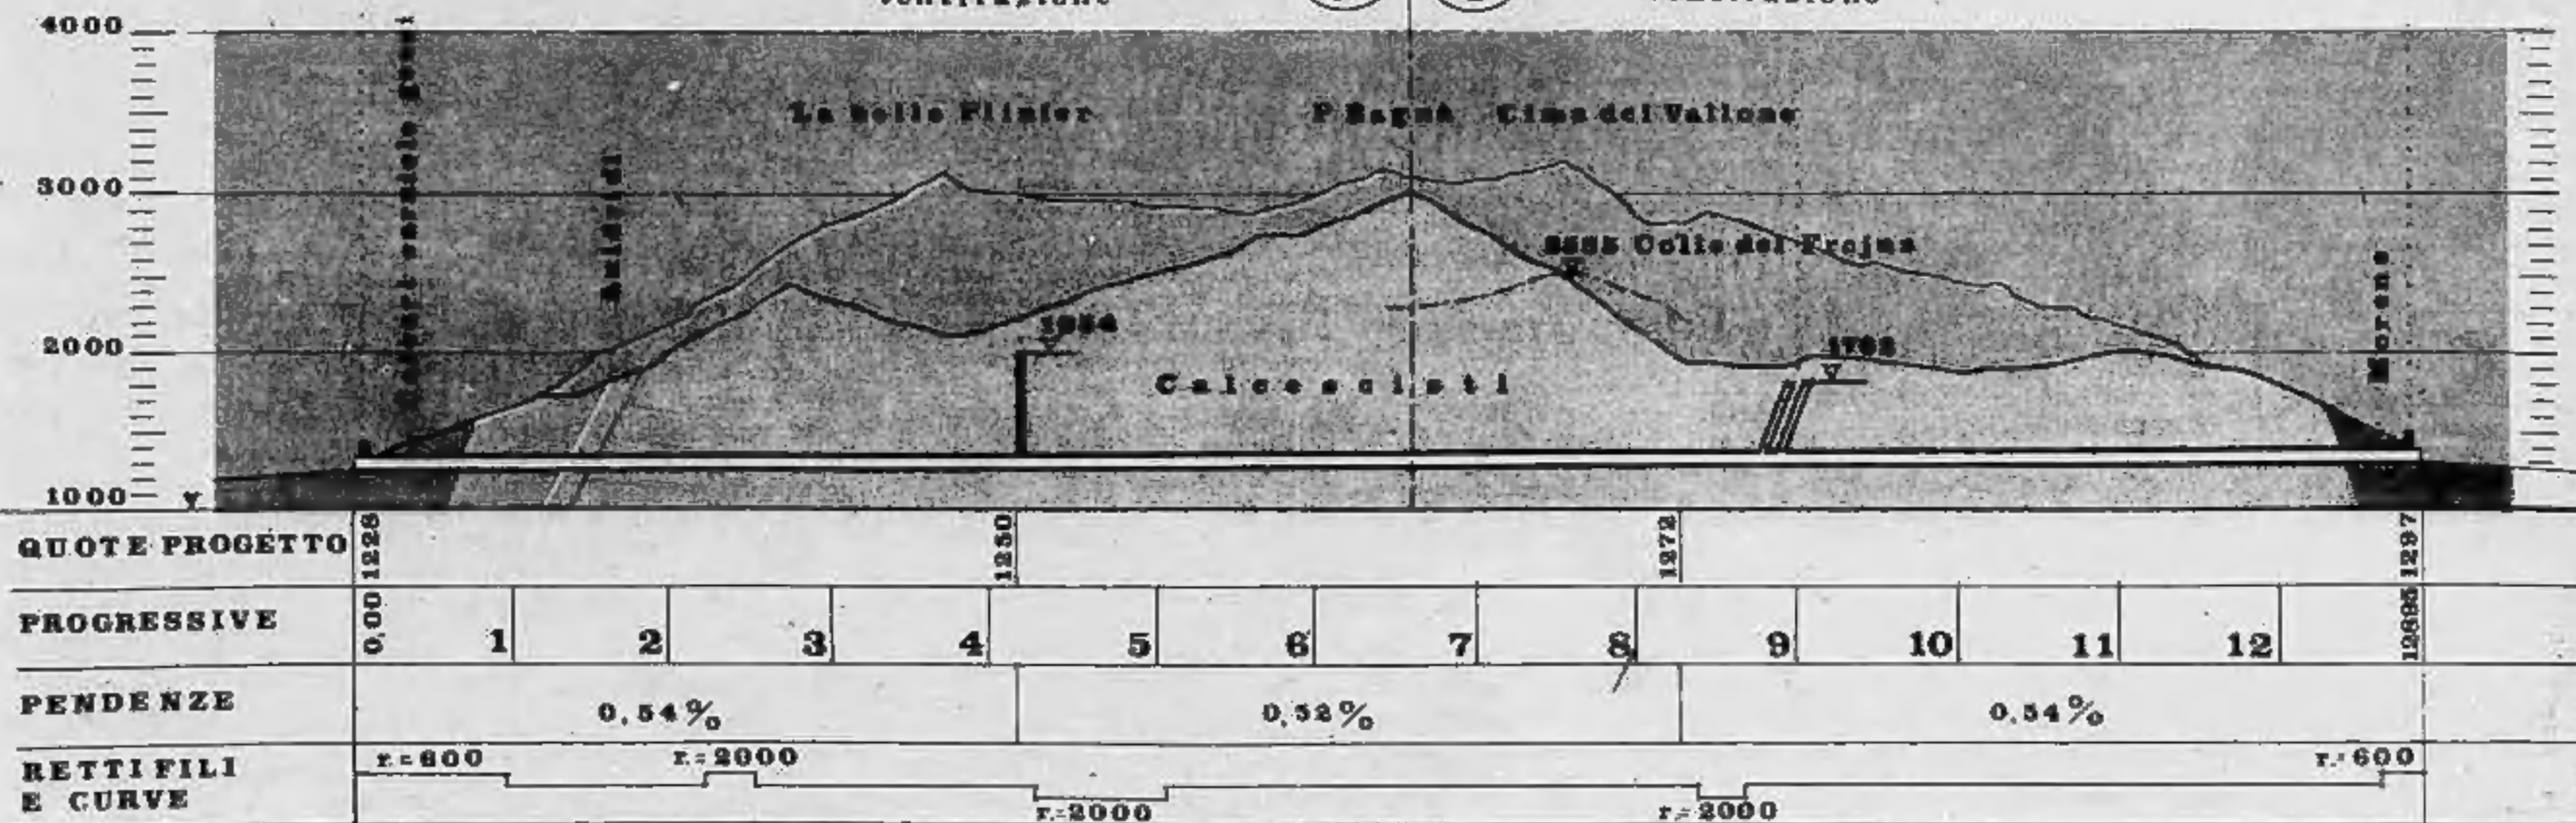 4000
La belle Plinier P. Bagnà Cima del Vallone
3000
Colle del Frejus
2000
Calcescisti
Morena
1000
QUOTE PROGETTO 1228 1250 1272 1297
PROGRESSIVE 0,00 1 2 3 4 5 6 7 8 9 10 11 12 12895
PENDENZE 0,54% 0,52% 0,54%
RETTIFILI E CURVE
r.=600 r.=2000 r.=2000 r.=2000 r.=600